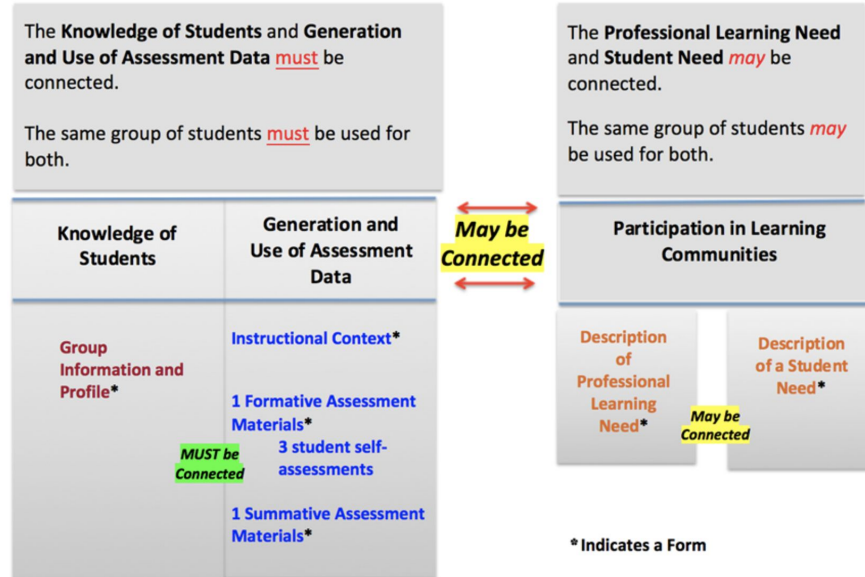 The Knowledge of Students and Generation
and Use of Assessment Data must be
connected.
The same group of students must be used for
both.
The Professional Learning Need
and Student Need may be
connected.
The same group of students may
be used for both.
Knowledge of
Students
Generation and
Use of Assessment
Data
May be
Connected
Participation in Learning
Communities
Group
Information and
Profile*
MUST be
Connected
Instructional Context*
1 Formative Assessment
Materials*
3 student self-
assessments
1 Summative Assessment
Materials*
Description
of
Professional
Learning
Need*
May be
Connected
Description
of a Student
Need*
* Indicates a Form